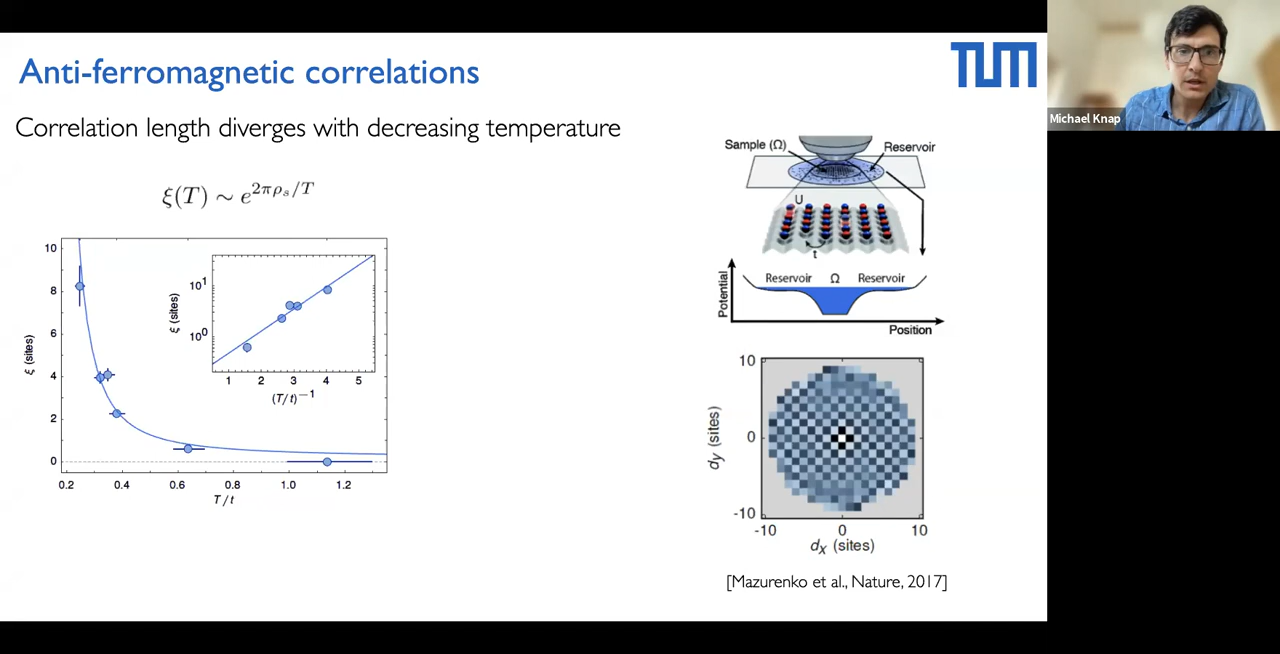 Anti-ferromagnetic correlations
TUM
Michael Knap
Correlation length diverges with decreasing temperature
ξ(T) ∼ e^{2πρ_s/T}
10
8
6
4
2
0
ξ (sites)
0.2 0.4 0.6 0.8 1.0 1.2
T / t
10¹
10⁰
ξ (sites)
1 2 3 4 5
(T/t)⁻¹
Sample (Ω)
Reservoir
U
t
Reservoir Ω Reservoir
Potential
Position
10
0
-10
dy (sites)
-10 0 10
dx (sites)
[Mazurenko et al., Nature, 2017]